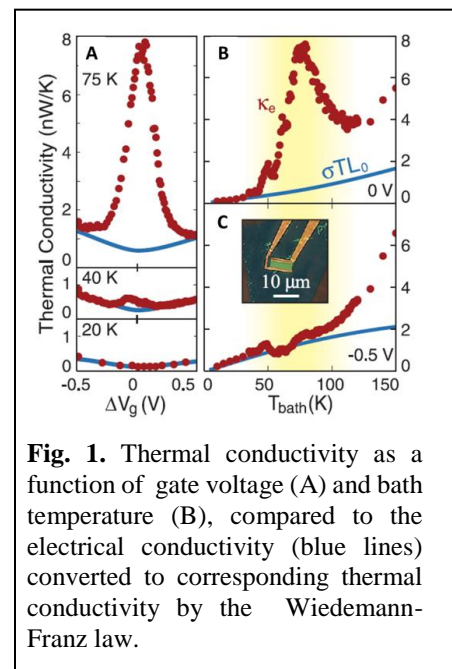 8
A
B
8
75 K
6
κe
6
4
4
2
σTL0
2
0
0 V
0
C
6
40 K
1
10 μm
4
0
20 K
2
1
-0.5 V
0
0
-0.5
0
0.5
0
50
100
150
Thermal Conductivity (nW/K)
ΔVg (V)
Tbath(K)
Fig. 1. Thermal conductivity as a
function of gate voltage (A) and bath
temperature (B), compared to the
electrical conductivity (blue lines)
converted to corresponding thermal
conductivity by the Wiedemann-
Franz law.